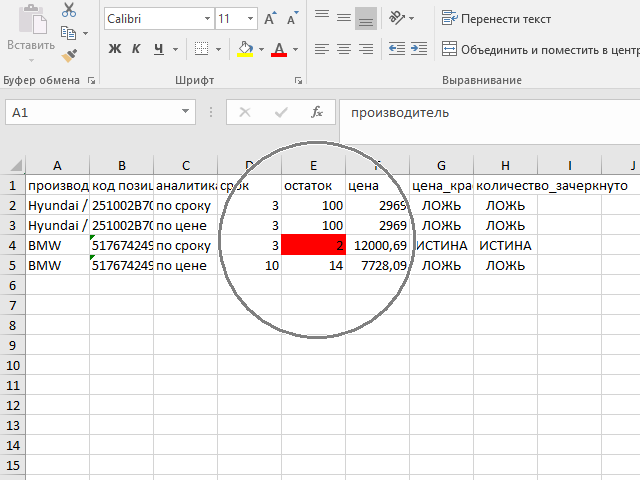 Calibri 11 A A Перенести текст
Вставить
Ж К Ч Объединить и поместить в центр
Буфер обмена Шрифт Выравнивание
A1 fx производитель
A B C D E F G H I J
1 производ код позиц аналитика срок остаток цена цена_кра количество_зачеркнуто
2 Hyundai / 251002B70 по сроку 3 100 2969 ЛОЖЬ ЛОЖЬ
3 Hyundai / 251002B70 по цене 3 100 2969 ЛОЖЬ ЛОЖЬ
4 BMW 517674249 по сроку 3 2 12000,69 ИСТИНА ИСТИНА
5 BMW 517674249 по цене 10 14 7728,09 ЛОЖЬ ЛОЖЬ
6
7
8
9
10
11
12
13
14
15